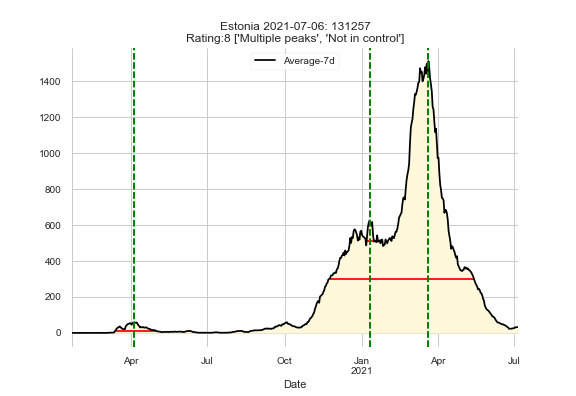 Estonia 2021-07-06: 131257
Rating:8 ['Multiple peaks', 'Not in control']
Average-7d
1400
1200
1000
800
600
400
200
0
Apr
Jul
Oct
Jan
2021
Apr
Jul
Date